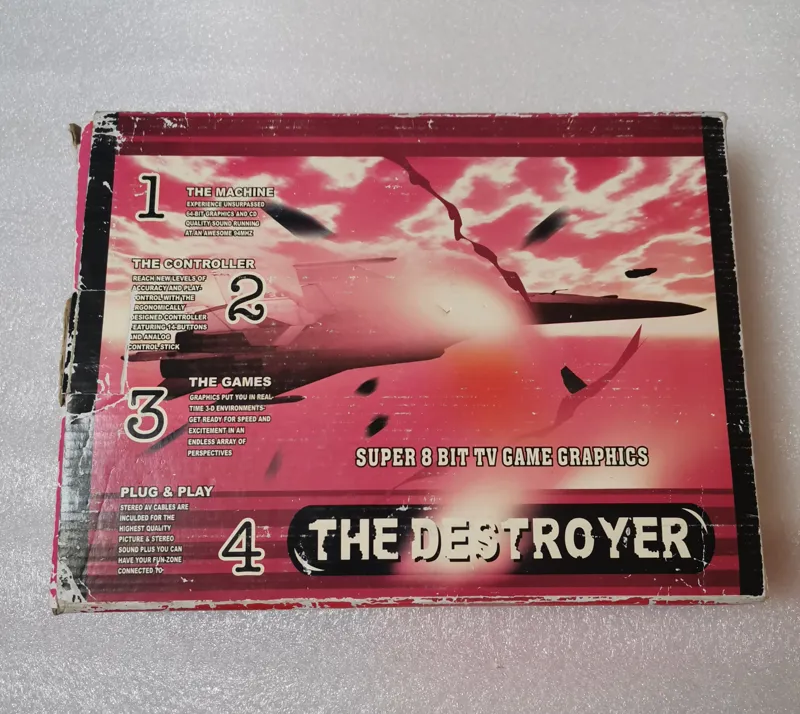 1
THE MACHINE
EXPERIENCE UNSURPASSED
64-BIT GRAPHICS AND CD
QUALITY SOUND RUNNING
AT AN AWESOME 94MHZ
THE CONTROLLER
2
REACH NEW LEVELS OF
ACCURACY AND PLAY-
ONTROL WITH THE
RGONOMICALLY
DESIGNED CONTROLLER
EATURING 14-BUTTONS
AND ANALOG
CONTROL STICK
3
THE GAMES
GRAPHICS PUT YOU IN REAL-
TIME 3-D ENVIRONMENTS-
GET READY FOR SPEED AND
EXCITEMENT IN AN
ENDLESS ARRAY OF
PERSPECTIVES
SUPER 8 BIT TV GAME GRAPHICS
PLUG & PLAY
4
STEREO AV CABLES ARE
INCULDED FOR THE
HIGHEST QUALITY
PICTURE & STEREO
SOUND PLUS YOU CAN
HAVE YOUR FUN-ZONE
CONNECTED TO-
THE DESTROYER